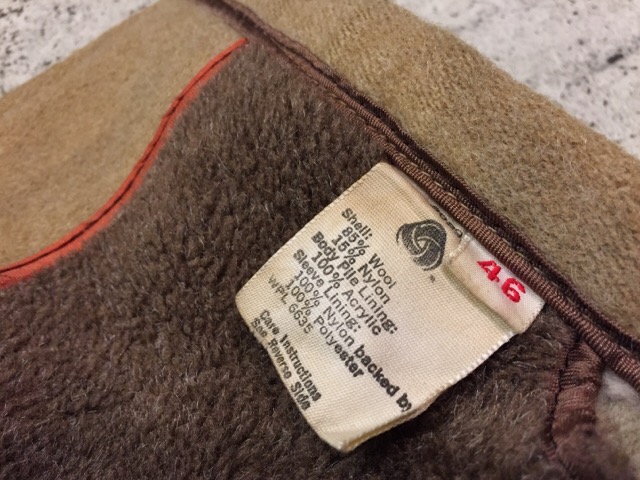 Shell:
85% Wool
15% Nylon
Body Pile Lining:
100% Acrylic
Sleeve Lining:
100% Nylon backed by
100% Polyester
WPL 6635
Care Instructions
See Reverse Side
46